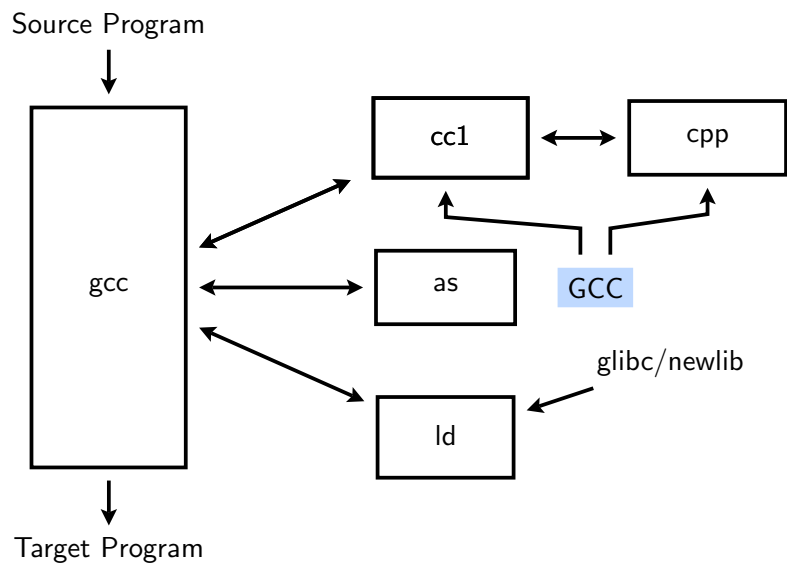 Source Program
cc1
cpp
gcc
as
GCC
glibc/newlib
ld
Target Program